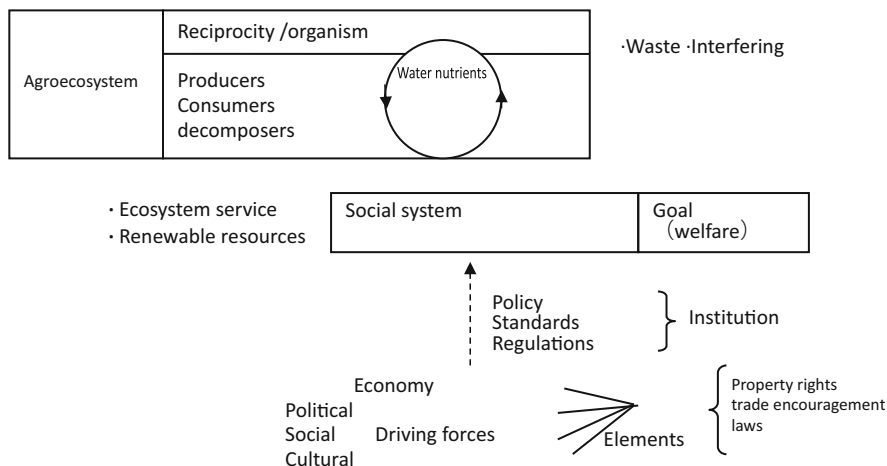 Reciprocity /organism
·Waste ·Interfering
Agroecosystem
Water nutrients
Producers
Consumers
decomposers
· Ecosystem service
· Renewable resources
Social system
Goal
（welfare）
Policy
Standards
Regulations
Institution
Economy
Political
Social
Cultural
Driving forces
Elements
Property rights
trade encouragement
laws